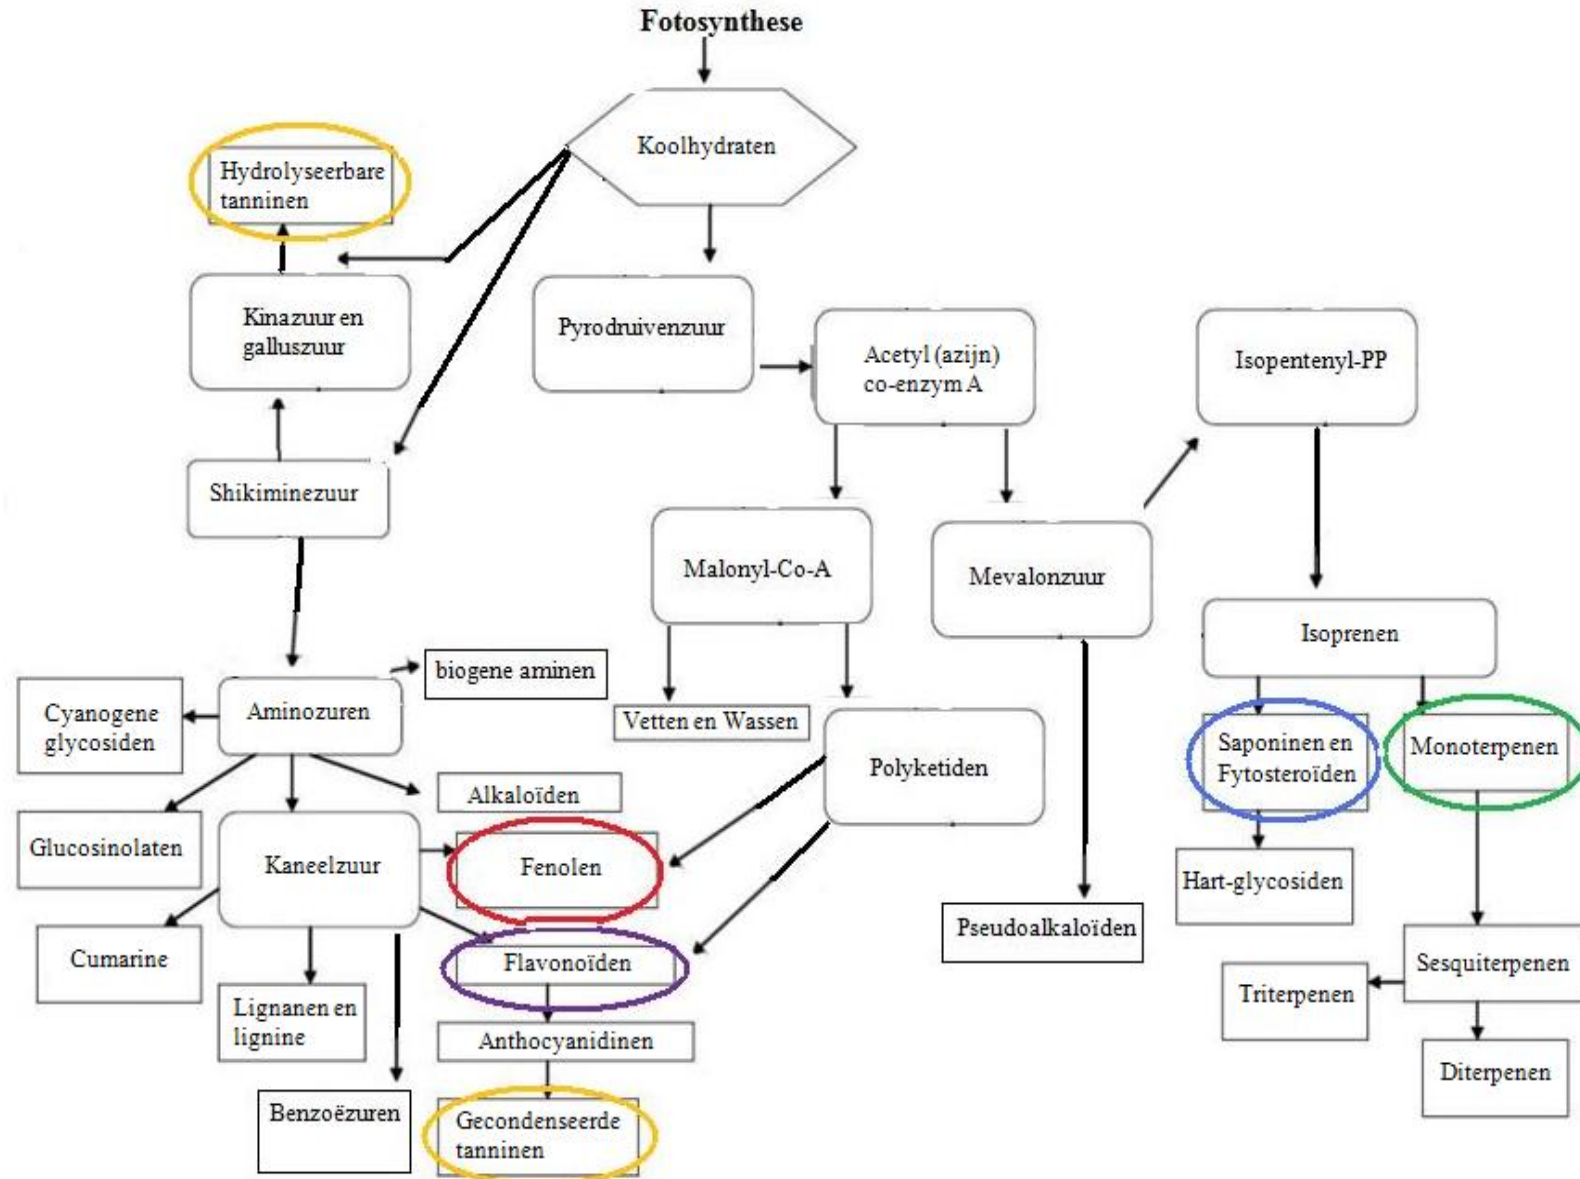 Fotosynthese
Koolhydraten
Hydrolyseerbare
tanninen
Kinazuur en
galluszuur
Pyrodruivenzuur
Acetyl (azijn)
co-enzym A
Isopentenyl-PP
Shikiminezuur
Malonyl-Co-A
Mevalonzuur
Isoprenen
biogene aminen
Cyanogene
glycosiden
Aminozuren
Vetten en Wassen
Polyketiden
Saponinen en
Fytosteroïden
Monoterpenen
Alkaloïden
Glucosinolaten
Kaneelzuur
Fenolen
Hart-glycosiden
Pseudoalkaloïden
Cumarine
Flavonoïden
Sesquiterpenen
Triterpenen
Lignanen en
lignine
Anthocyanidinen
Diterpenen
Benzoëzuren
Gecondenseerde
tanninen